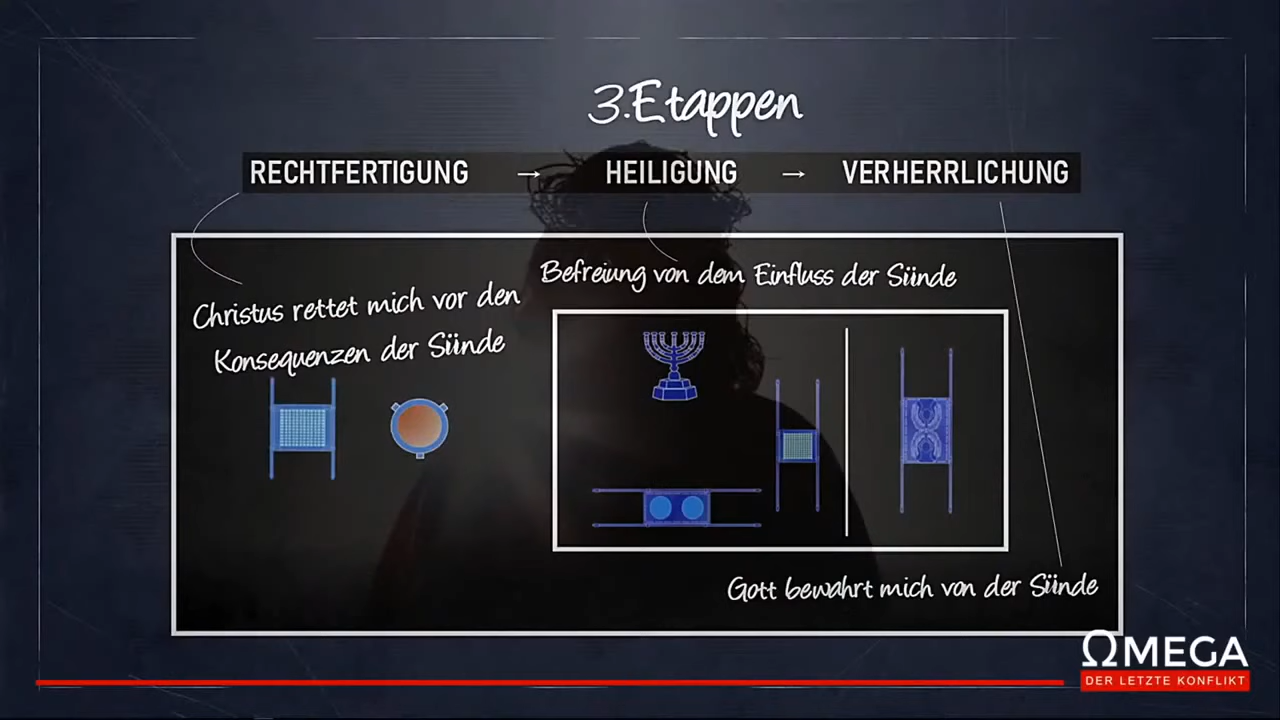 3.Etappen
RECHTFERTIGUNG → HEILIGUNG → VERHERRLICHUNG
Befreiung von dem Einfluss der Sünde
Christus rettet mich vor den
Konsequenzen der Sünde
Gott bewahrt mich von der Sünde
ΩMEGA
DER LETZTE KONFLIKT